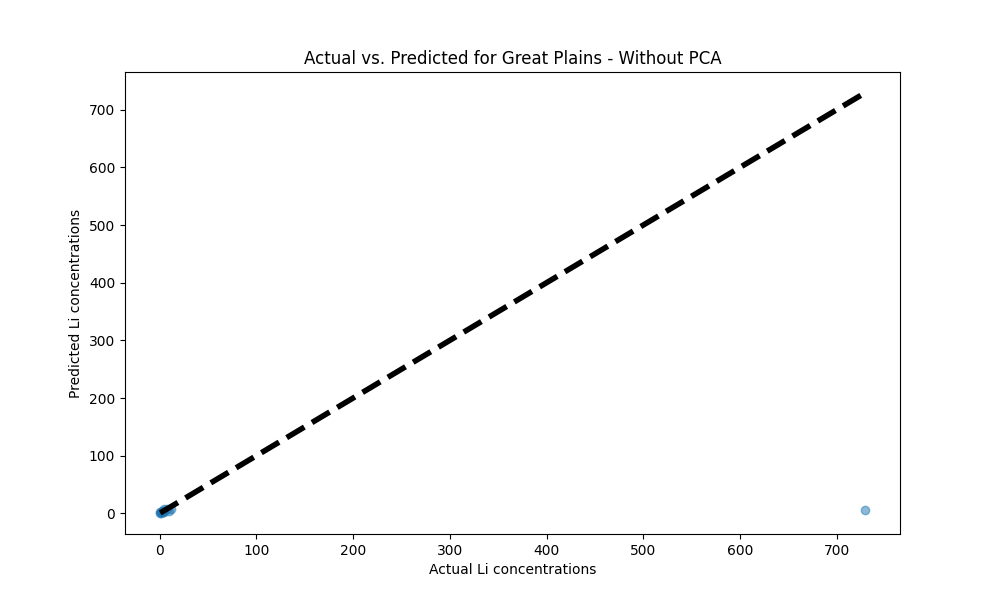 Actual vs. Predicted for Great Plains - Without PCA
Predicted Li concentrations
700
600
500
400
300
200
100
0
0 100 200 300 400 500 600 700
Actual Li concentrations